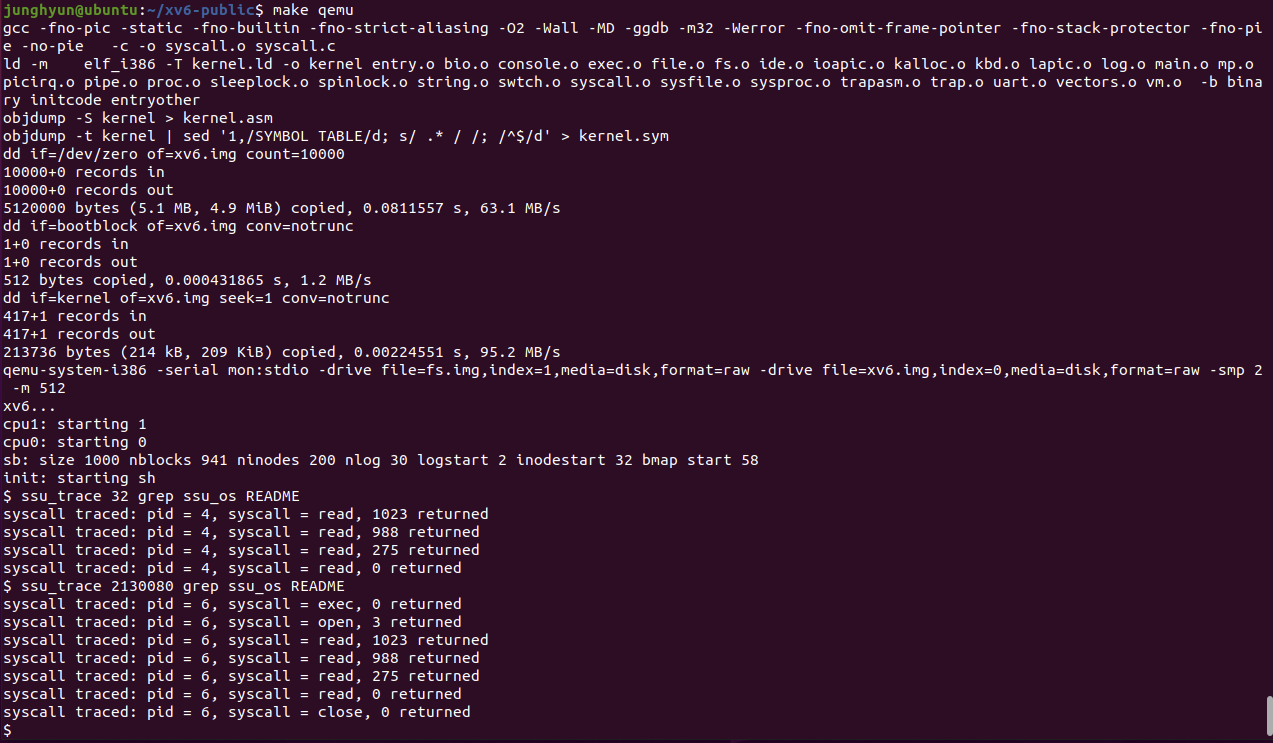 junghyun@ubuntu:~/xv6-public$ make qemu
gcc -fno-pic -static -fno-builtin -fno-strict-aliasing -O2 -Wall -MD -ggdb -m32 -Werror -fno-omit-frame-pointer -fno-stack-protector -fno-pi
e -no-pie   -c -o syscall.o syscall.c
ld -m    elf_i386 -T kernel.ld -o kernel entry.o bio.o console.o exec.o file.o fs.o ide.o ioapic.o kalloc.o kbd.o lapic.o log.o main.o mp.o
picirq.o pipe.o proc.o sleeplock.o spinlock.o string.o swtch.o syscall.o sysfile.o sysproc.o trapasm.o trap.o uart.o vectors.o vm.o  -b bina
ry initcode entryother
objdump -S kernel > kernel.asm
objdump -t kernel | sed '1,/SYMBOL TABLE/d; s/ .* / /; /^$/d' > kernel.sym
dd if=/dev/zero of=xv6.img count=10000
10000+0 records in
10000+0 records out
5120000 bytes (5.1 MB, 4.9 MiB) copied, 0.0811557 s, 63.1 MB/s
dd if=bootblock of=xv6.img conv=notrunc
1+0 records in
1+0 records out
512 bytes copied, 0.000431865 s, 1.2 MB/s
dd if=kernel of=xv6.img seek=1 conv=notrunc
417+1 records in
417+1 records out
213736 bytes (214 kB, 209 KiB) copied, 0.00224551 s, 95.2 MB/s
qemu-system-i386 -serial mon:stdio -drive file=fs.img,index=1,media=disk,format=raw -drive file=xv6.img,index=0,media=disk,format=raw -smp 2
 -m 512
xv6...
cpu1: starting 1
cpu0: starting 0
sb: size 1000 nblocks 941 ninodes 200 nlog 30 logstart 2 inodestart 32 bmap start 58
init: starting sh
$ ssu_trace 32 grep ssu_os README
syscall traced: pid = 4, syscall = read, 1023 returned
syscall traced: pid = 4, syscall = read, 988 returned
syscall traced: pid = 4, syscall = read, 275 returned
syscall traced: pid = 4, syscall = read, 0 returned
$ ssu_trace 2130080 grep ssu_os README
syscall traced: pid = 6, syscall = exec, 0 returned
syscall traced: pid = 6, syscall = open, 3 returned
syscall traced: pid = 6, syscall = read, 1023 returned
syscall traced: pid = 6, syscall = read, 988 returned
syscall traced: pid = 6, syscall = read, 275 returned
syscall traced: pid = 6, syscall = read, 0 returned
syscall traced: pid = 6, syscall = close, 0 returned
$